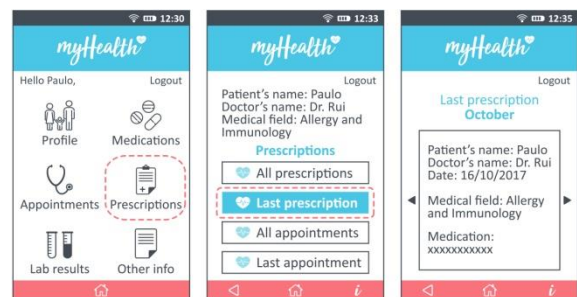 12:30
myHealth
Hello Paulo, Logout
Profile Medications
Appointments Prescriptions
Lab results Other info
12:33
myHealth
Logout
Patient's name: Paulo
Doctor's name: Dr. Rui
Medical field: Allergy and
Immunology
Prescriptions
All prescriptions
Last prescription
All appointments
Last appointment
i
12:35
myHealth
Logout
Last prescription
October
Patient's name: Paulo
Doctor's name: Dr. Rui
Date: 16/10/2017
Medical field: Allergy
and Immunology
Medication:
xxxxxxxxxxx
i